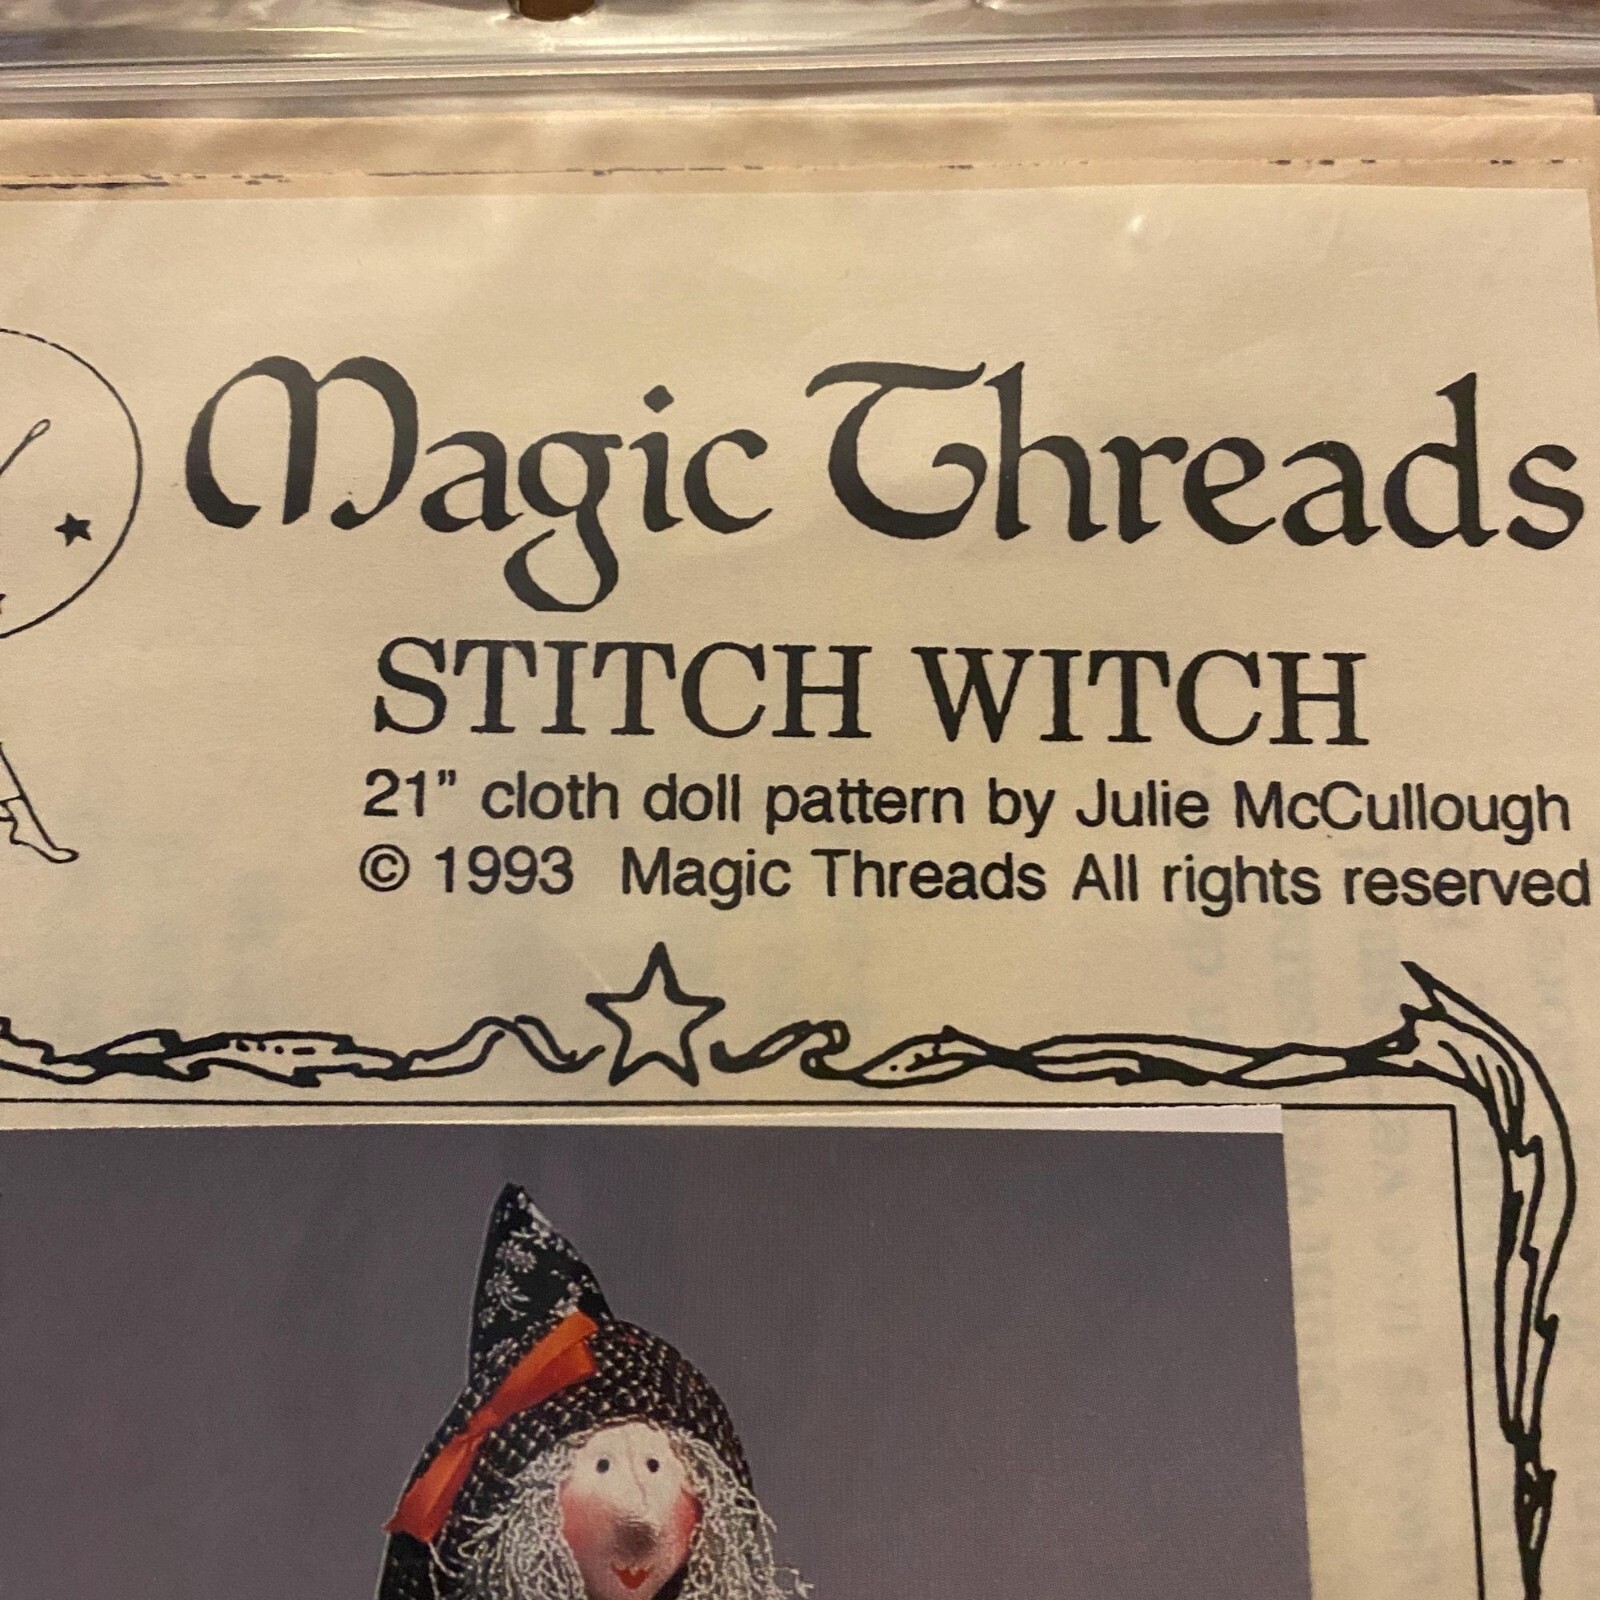 Magic Threads
STITCH WITCH
21” cloth doll pattern by Julie McCullough
© 1993 Magic Threads All rights reserved